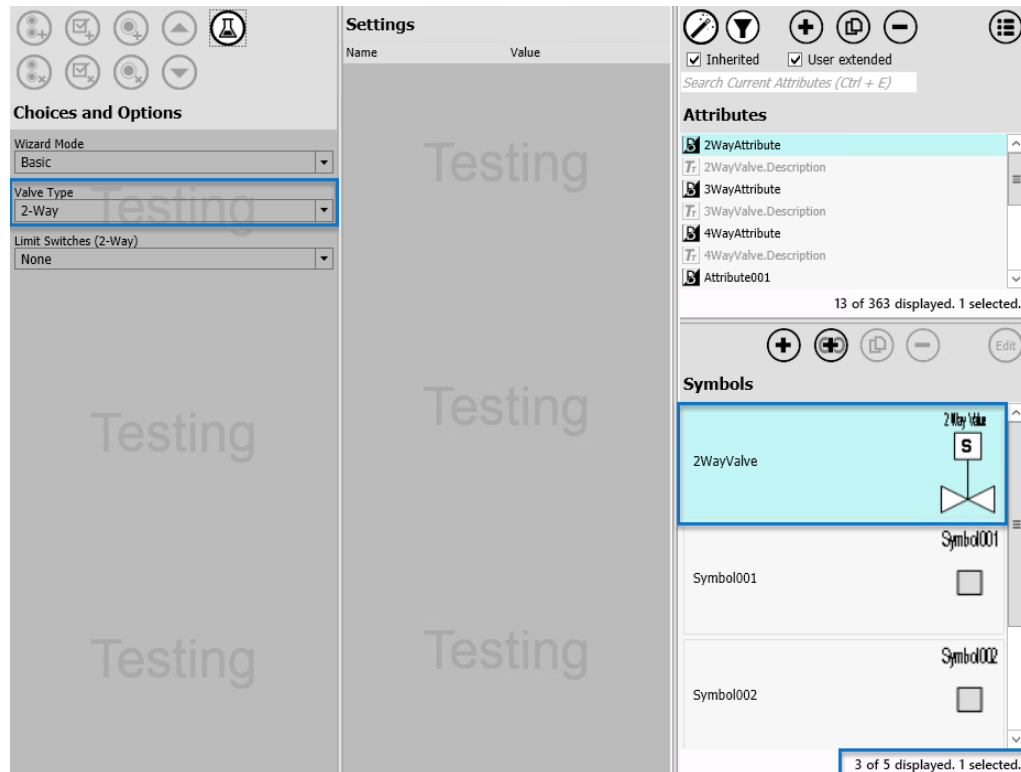 Choices and Options
Wizard Mode
Basic
Valve Type
2-Way
Limit Switches (2-Way)
None
Testing
Testing
Testing
Settings
Name Value
Testing
Testing
Testing
Inherited User extended
Search Current Attributes (Ctrl + E)
Attributes
2WayAttribute
Tт 2WayValve.Description
3WayAttribute
Tт 3WayValve.Description
4WayAttribute
Tт 4WayValve.Description
Attribute001
13 of 363 displayed. 1 selected.
Edit
Symbols
2 Way Valve
S
2WayValve
Symbol001
Symbol001
Symbol002
Symbol002
3 of 5 displayed. 1 selected.